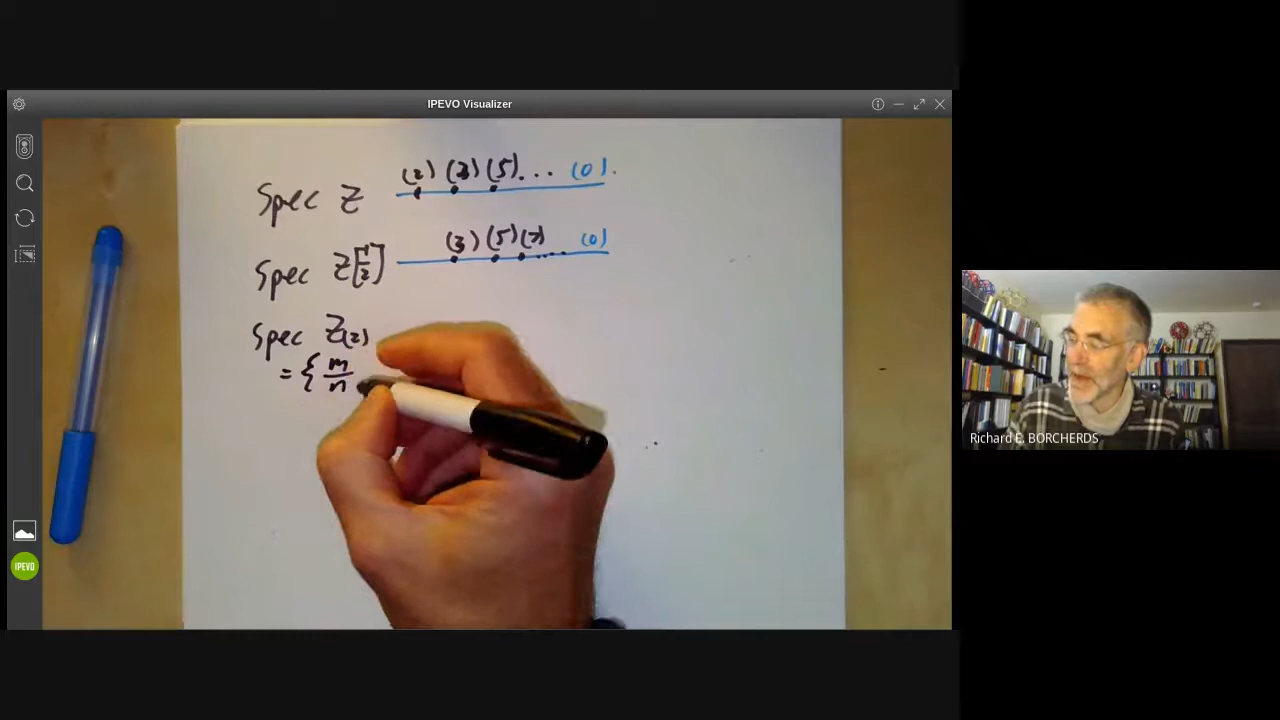 IPEVO Visualizer
(2) (3) (5) ... (0).
Spec Z
(3) (5) (7) .... (0)
Spec Z[1/2]
Spec Z(2)
= { m/n
Richard E. BORCHERDS
IPEVO